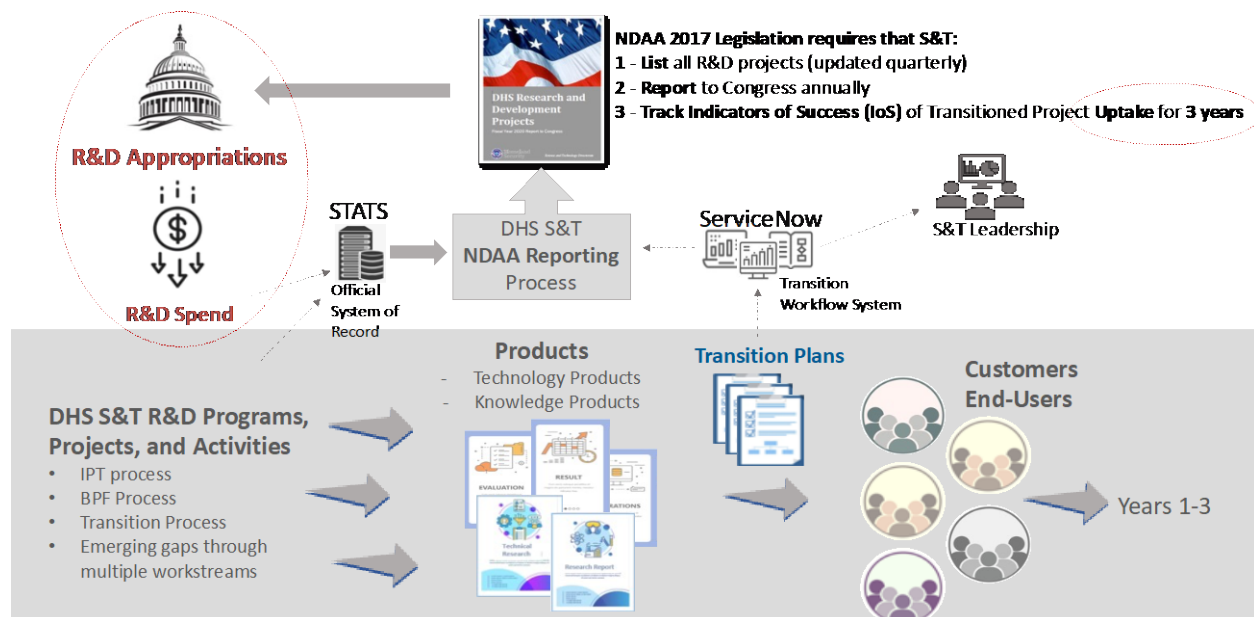 NDAA 2017 Legislation requires that S&T:
1 - List all R&D projects (updated quarterly)
2 - Report to Congress annually
3 - Track Indicators of Success (IoS) of Transitioned Project Uptake for 3 years
DHS Research and
Development
Projects
R&D Appropriations
R&D Spend
STATS
Official
System of
Record
DHS S&T
NDAA Reporting
Process
ServiceNow
Transition
Workflow System
S&T Leadership
DHS S&T R&D Programs,
Projects, and Activities
• IPT process
• BPF Process
• Transition Process
• Emerging gaps through
multiple workstreams
Products
- Technology Products
- Knowledge Products
EVALUATION
RESULT
Technical
Research
Research Report
Transition Plans
Customers
End-Users
Years 1-3